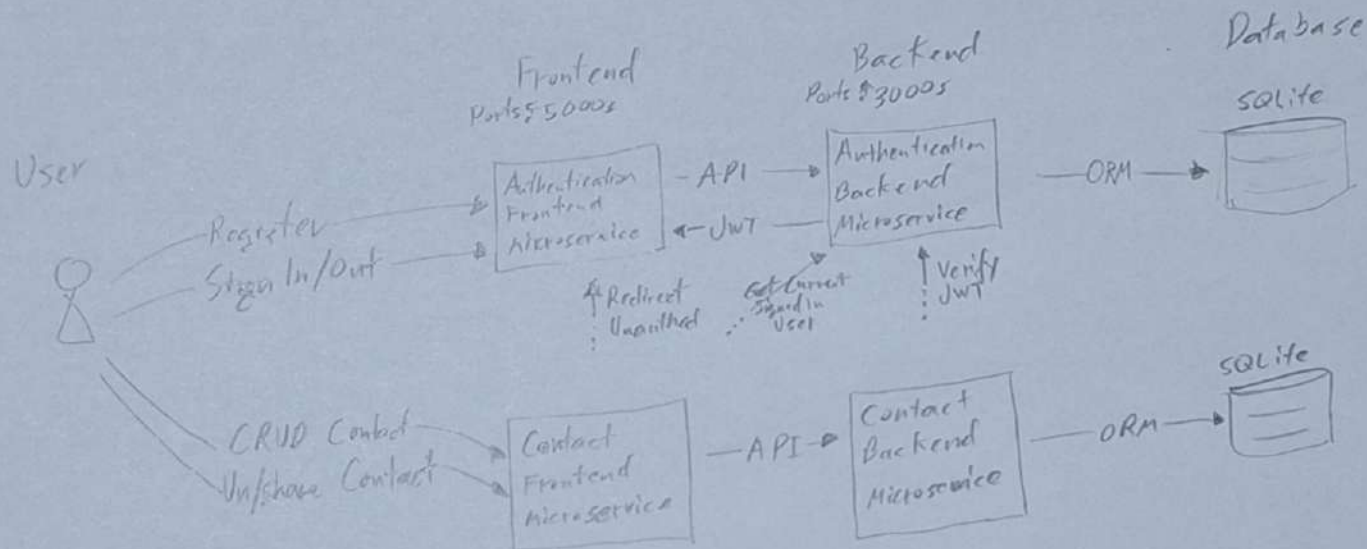 Database
Backend
Frontend
Ports: 3000s
SQLite
Ports: 5000s
User
Authentication
Frontend
Microservice
API
JWT
Authentication
Backend
Microservice
ORM
Register
Sign In/Out
Redirect
Unauthed
Get Current
Signed In
User
Verify
JWT
SQLite
CRUD Contact
Un/share Contact
Contact
Frontend
Microservice
API
Contact
Backend
Microservice
ORM